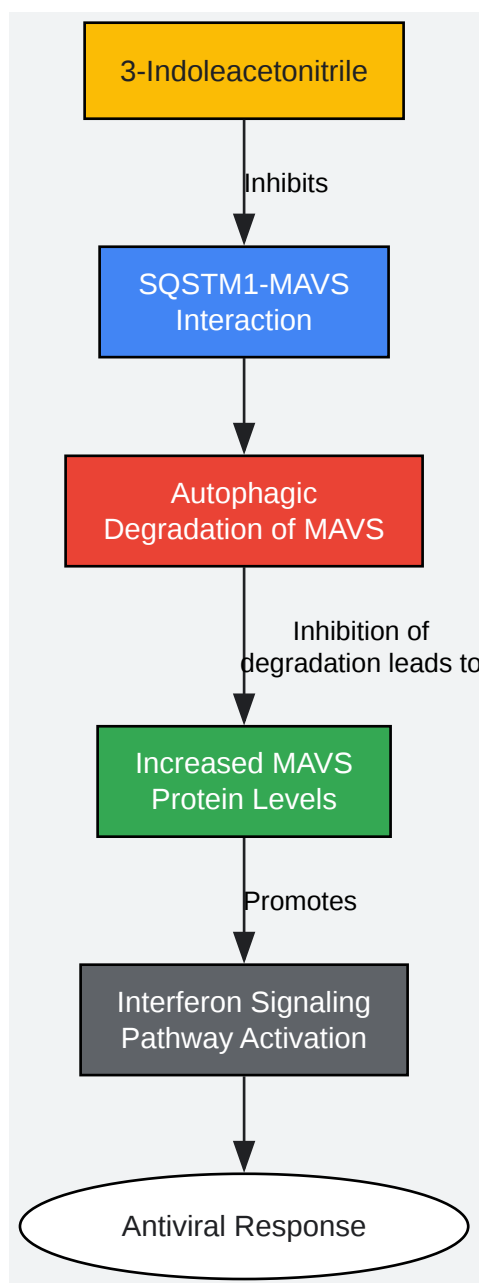 3-Indoleacetonitrile
Inhibits
SQSTM1-MAVS
Interaction
Autophagic
Degradation of MAVS
Inhibition of
degradation leads to
Increased MAVS
Protein Levels
Promotes
Interferon Signaling
Pathway Activation
Antiviral Response